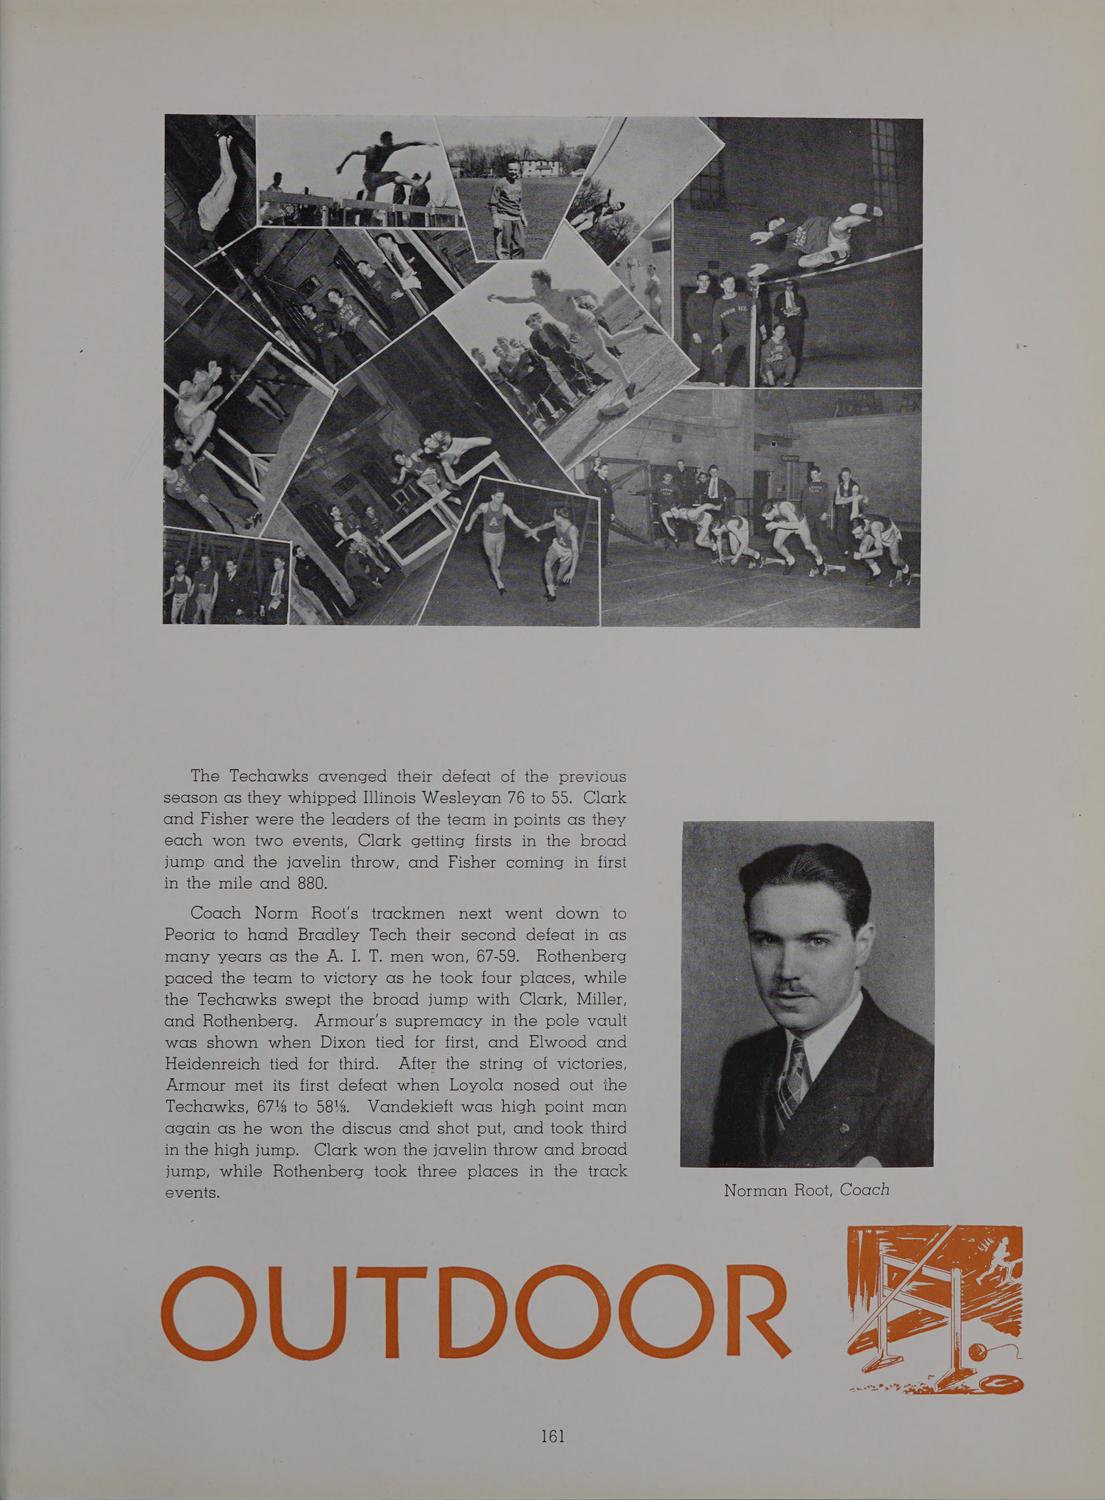 The Techawks avenged their defeat of the previous
season as they whipped Illinois Wesleyan 76 to 55. Clark
and Fisher were the leaders of the team in points as they
each won two events, Clark getting firsts in the broad
jump and the javelin throw, and Fisher coming in first
in the mile and 880.
Coach Norm Root's trackmen next went down to
Peoria to hand Bradley Tech their second defeat in as
many years as the A. I. T. men won, 67-59. Rothenberg
paced the team to victory as he took four places, while
the Techawks swept the broad jump with Clark, Miller,
and Rothenberg. Armour's supremacy in the pole vault
was shown when Dixon tied for first, and Elwood and
Heidenreich tied for third. After the string of victories,
Armour met its first defeat when Loyola nosed out the
Techawks, 67⅓ to 58⅓. Vandekieft was high point man
again as he won the discus and shot put, and took third
in the high jump. Clark won the javelin throw and broad
jump, while Rothenberg took three places in the track
events.
Norman Root, Coach
OUTDOOR
161